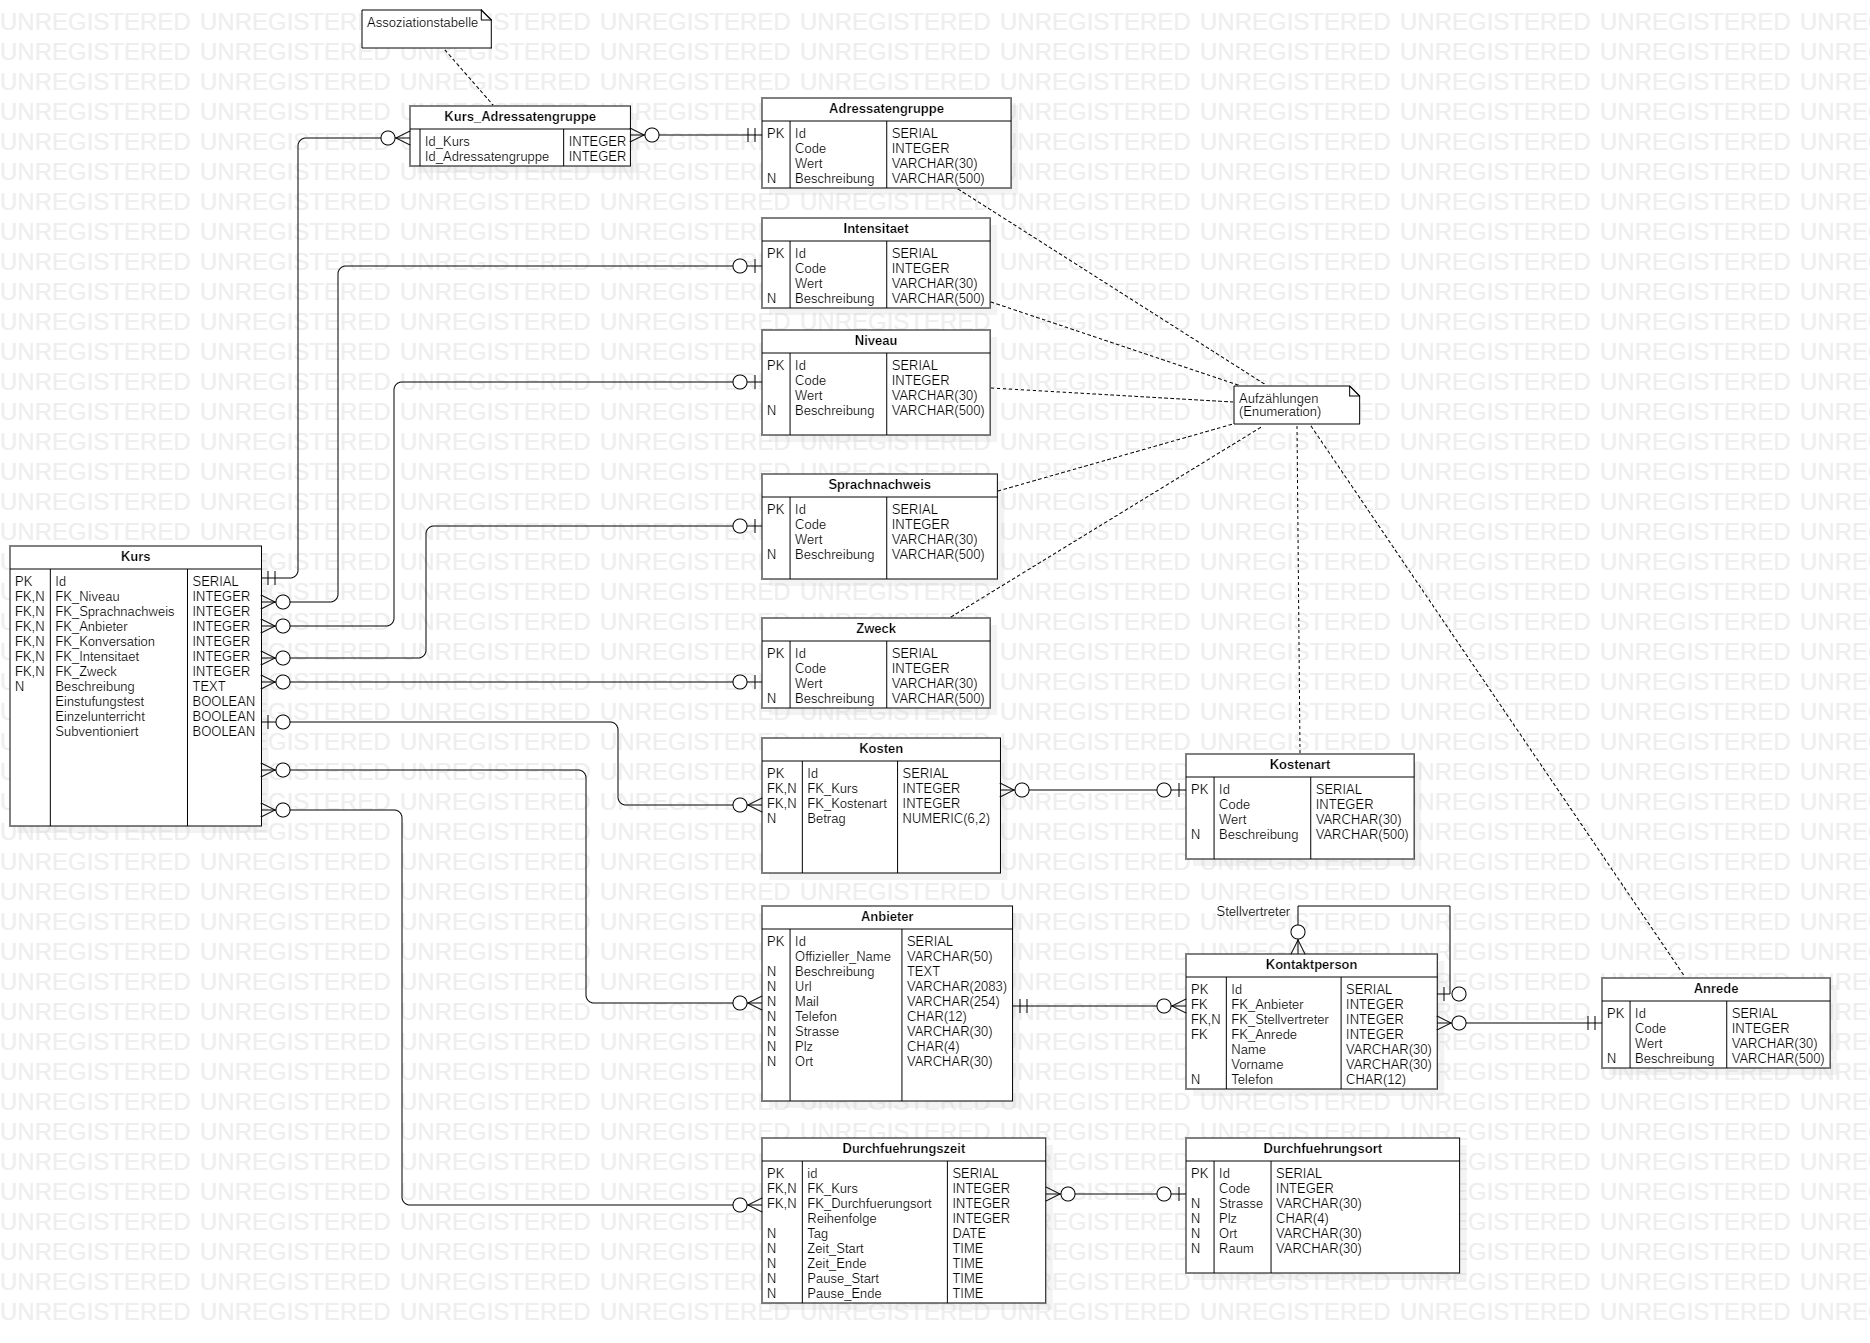 Assoziationstabelle
Kurs_Adressatengruppe
Id_Kurs INTEGER
Id_Adressatengruppe INTEGER
Adressatengruppe
PK Id SERIAL
Code INTEGER
Wert VARCHAR(30)
N Beschreibung VARCHAR(500)
Intensitaet
PK Id SERIAL
Code INTEGER
Wert VARCHAR(30)
N Beschreibung VARCHAR(500)
Niveau
PK Id SERIAL
Code INTEGER
Wert VARCHAR(30)
N Beschreibung VARCHAR(500)
Aufzählungen
(Enumeration)
Sprachnachweis
PK Id SERIAL
Code INTEGER
Wert VARCHAR(30)
N Beschreibung VARCHAR(500)
Kurs
PK Id SERIAL
FK,N FK_Niveau INTEGER
FK,N FK_Sprachnachweis INTEGER
FK,N FK_Anbieter INTEGER
FK,N FK_Konversation INTEGER
FK,N FK_Intensitaet INTEGER
FK,N FK_Zweck INTEGER
N Beschreibung TEXT
Einstufungstest BOOLEAN
Einzelunterricht BOOLEAN
Subventioniert BOOLEAN
Zweck
PK Id SERIAL
Code INTEGER
Wert VARCHAR(30)
N Beschreibung VARCHAR(500)
Kosten
PK Id SERIAL
FK,N FK_Kurs INTEGER
FK,N FK_Kostenart INTEGER
N Betrag NUMERIC(6,2)
Kostenart
PK Id SERIAL
Code INTEGER
Wert VARCHAR(30)
N Beschreibung VARCHAR(500)
Anbieter
PK Id SERIAL
Offizieller_Name VARCHAR(50)
N Beschreibung TEXT
N Url VARCHAR(2083)
N Mail VARCHAR(254)
N Telefon CHAR(12)
N Strasse VARCHAR(30)
N Plz CHAR(4)
N Ort VARCHAR(30)
Stellvertreter
Kontaktperson
PK Id SERIAL
FK FK_Anbieter INTEGER
FK,N FK_Stellvertreter INTEGER
FK FK_Anrede INTEGER
Name VARCHAR(30)
Vorname VARCHAR(30)
N Telefon CHAR(12)
Anrede
PK Id SERIAL
Code INTEGER
Wert VARCHAR(30)
N Beschreibung VARCHAR(500)
Durchfuehrungszeit
PK id SERIAL
FK,N FK_Kurs INTEGER
FK,N FK_Durchfuerungsort INTEGER
Reihenfolge INTEGER
N Tag DATE
N Zeit_Start TIME
N Zeit_Ende TIME
N Pause_Start TIME
N Pause_Ende TIME
Durchfuehrungsort
PK Id SERIAL
Code INTEGER
N Strasse VARCHAR(30)
N Plz CHAR(4)
N Ort VARCHAR(30)
N Raum VARCHAR(30)
UNREGISTERED